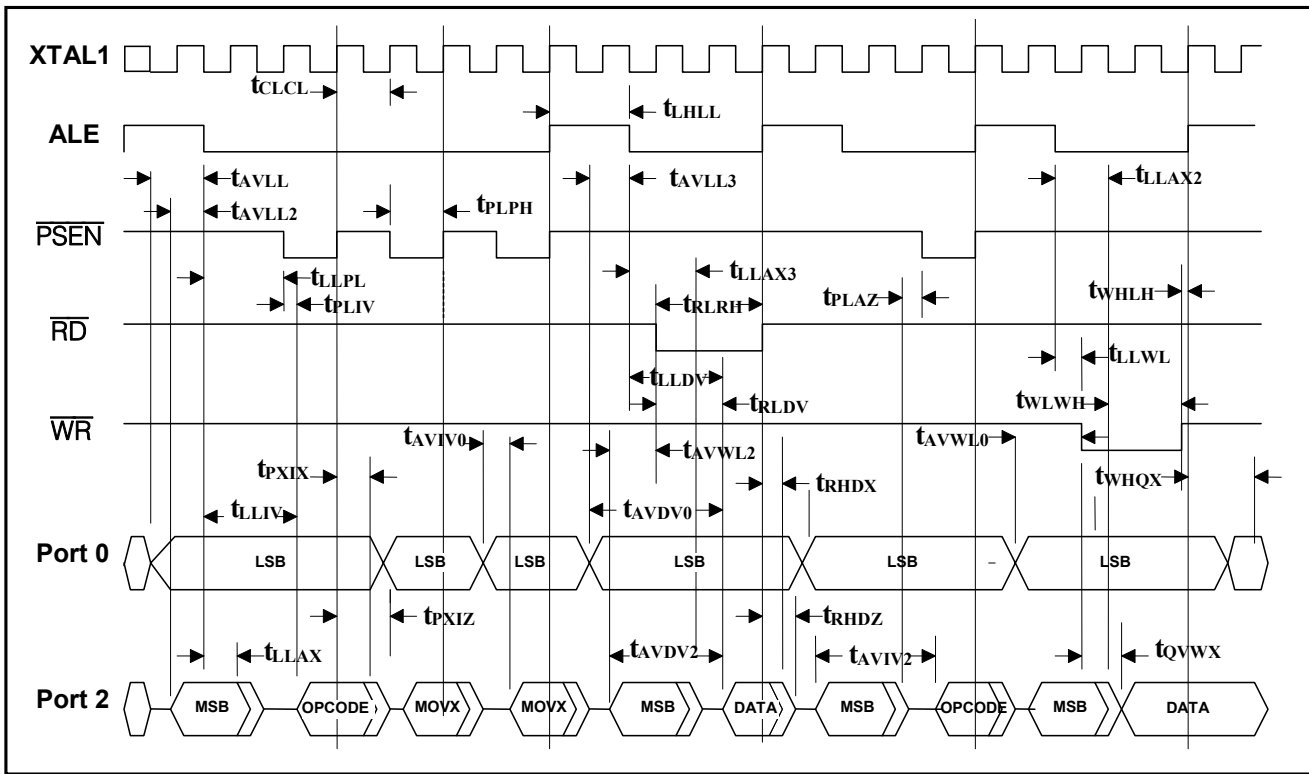 XTAL1
tCLCL
tLHLL
ALE
tAVLL
tAVLL3
tLLAX2
tAVLL2
tPLPH
PSEN
tLLPL
tLLAX3
tPLAZ
tWHLH
tPLIV
tRLRH
RD
tLLWL
tLLDV
tRLDV
tWLWH
WR
tAVIV0
tAVWL2
tAVWL0
tPXIX
tRHDX
tWHQX
tLLIV
tAVDV0
Port 0
LSB LSB LSB LSB LSB LSB
tPXIZ
tRHDZ
tLLAX
tAVDV2
tAVIV2
tQVWX
Port 2
MSB OPCODE MOVX MOVX MSB DATA MSB OPCODE MSB DATA